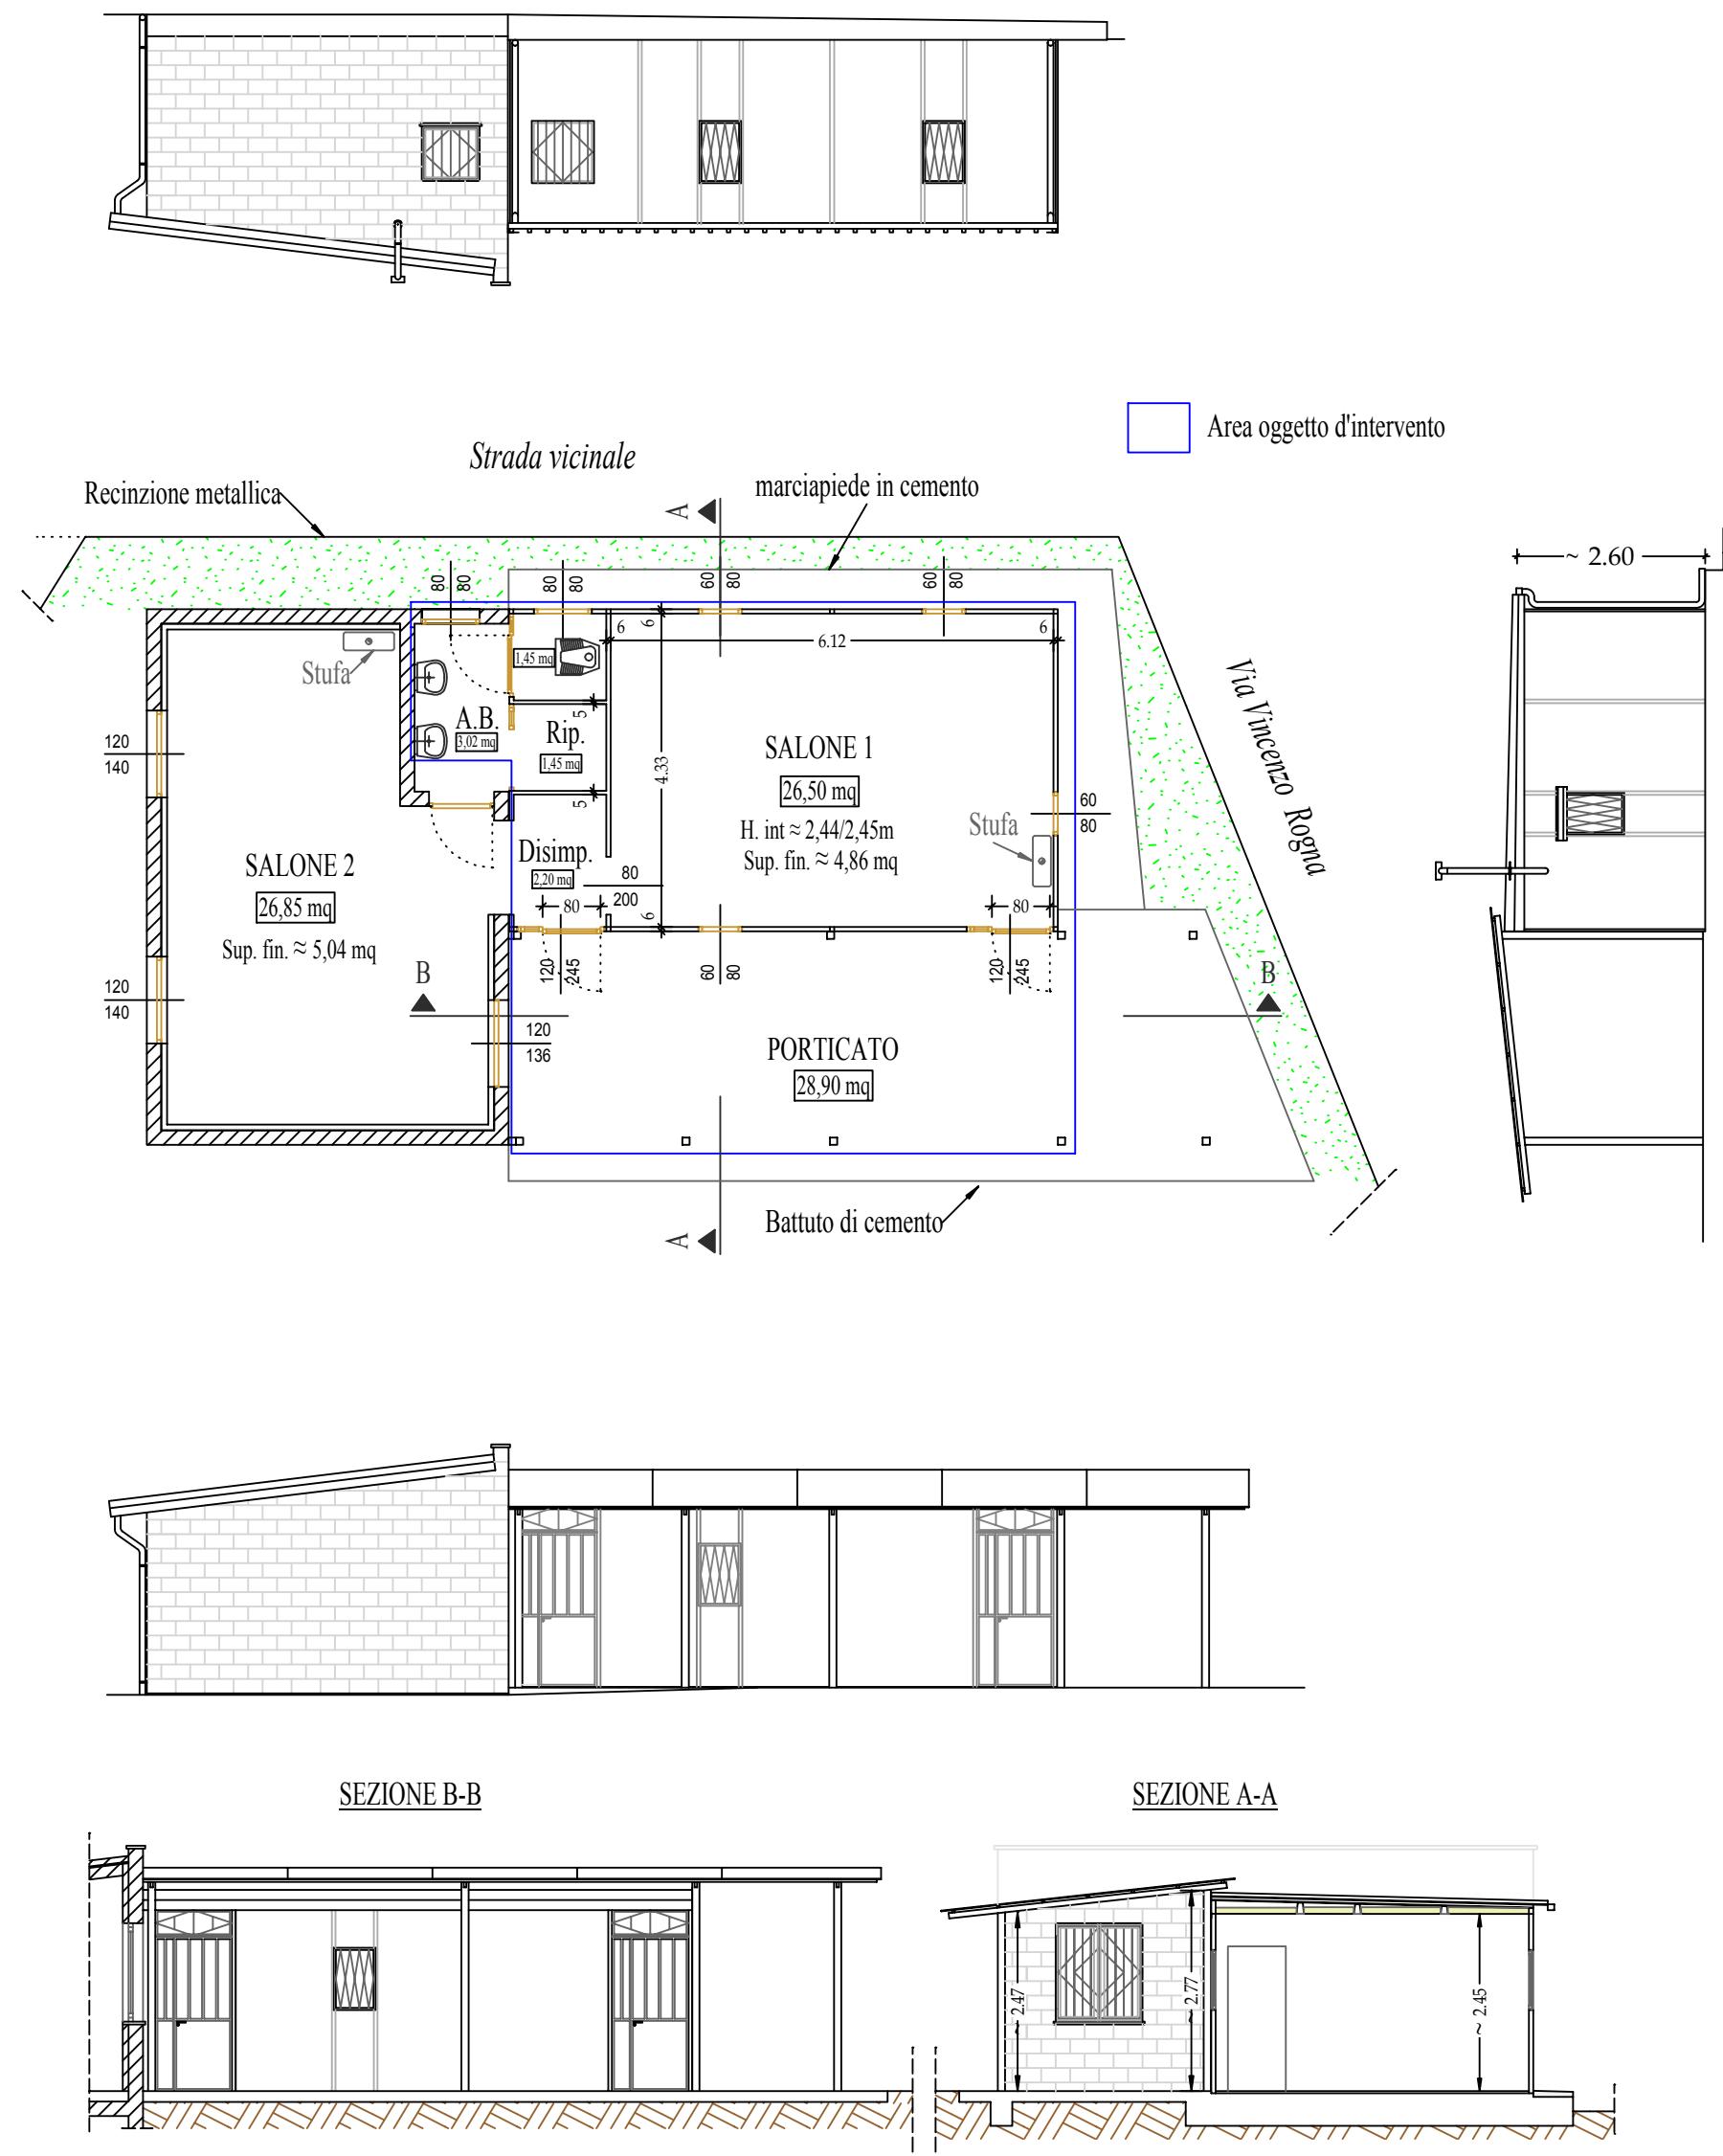 Area oggetto d'intervento
Strada vicinale
Recinzione metallica
marciapiede in cemento
A
~ 2.60
80
80
80
80
60
80
60
80
6
6
6.12
6
Stufa
1,45 mq
A.B.
3,02 mq
5
Rip.
1,45 mq
5
4.33
SALONE 1
26,50 mq
H. int ≈ 2,44/2,45m
Sup. fin. ≈ 4,86 mq
Stufa
60
80
Via Vincenzo Rogna
120
140
SALONE 2
26,85 mq
Sup. fin. ≈ 5,04 mq
Disimp.
2,20 mq
80
200
80
6
80
120
245
60
80
120
245
B
B
120
140
120
136
PORTICATO
28,90 mq
Battuto di cemento
A
SEZIONE B-B
SEZIONE A-A
~ 2.47
~ 2.77
~ 2.45